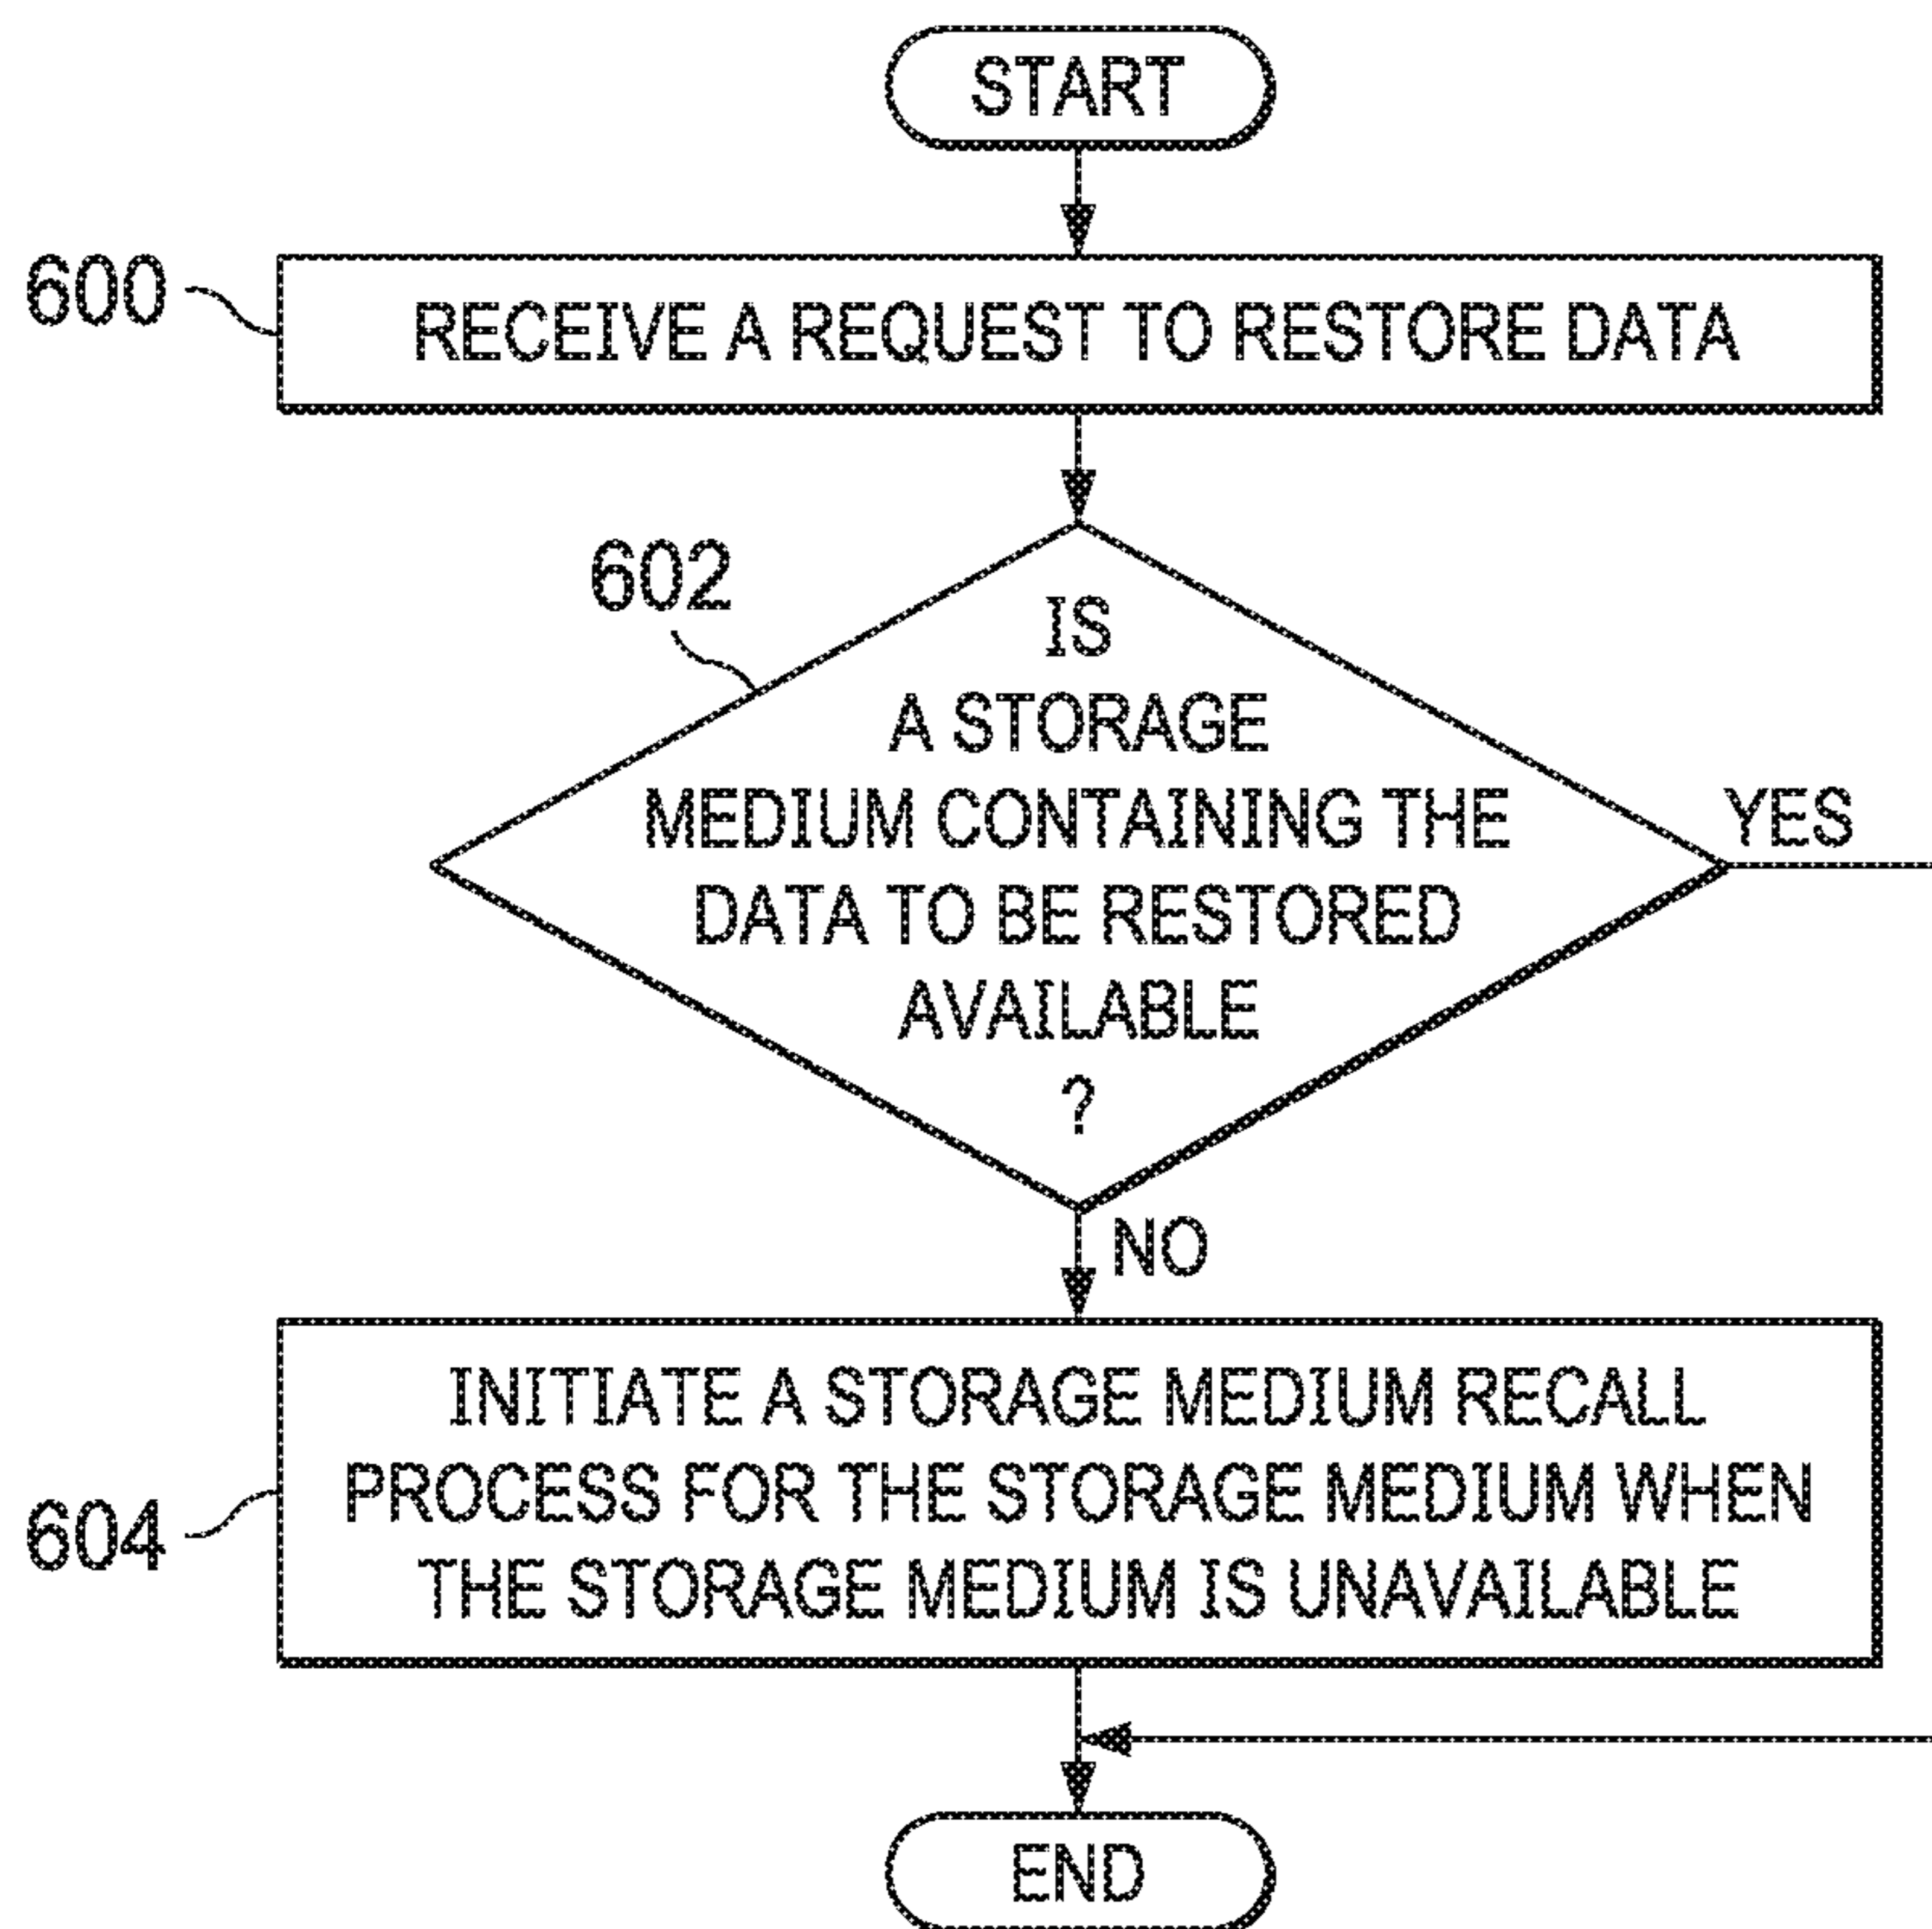 START
600
RECEIVE A REQUEST TO RESTORE DATA
602
IS
A STORAGE
MEDIUM CONTAINING THE
DATA TO BE RESTORED
AVAILABLE
?
YES
NO
604
INITIATE A STORAGE MEDIUM RECALL
PROCESS FOR THE STORAGE MEDIUM WHEN
THE STORAGE MEDIUM IS UNAVAILABLE
END